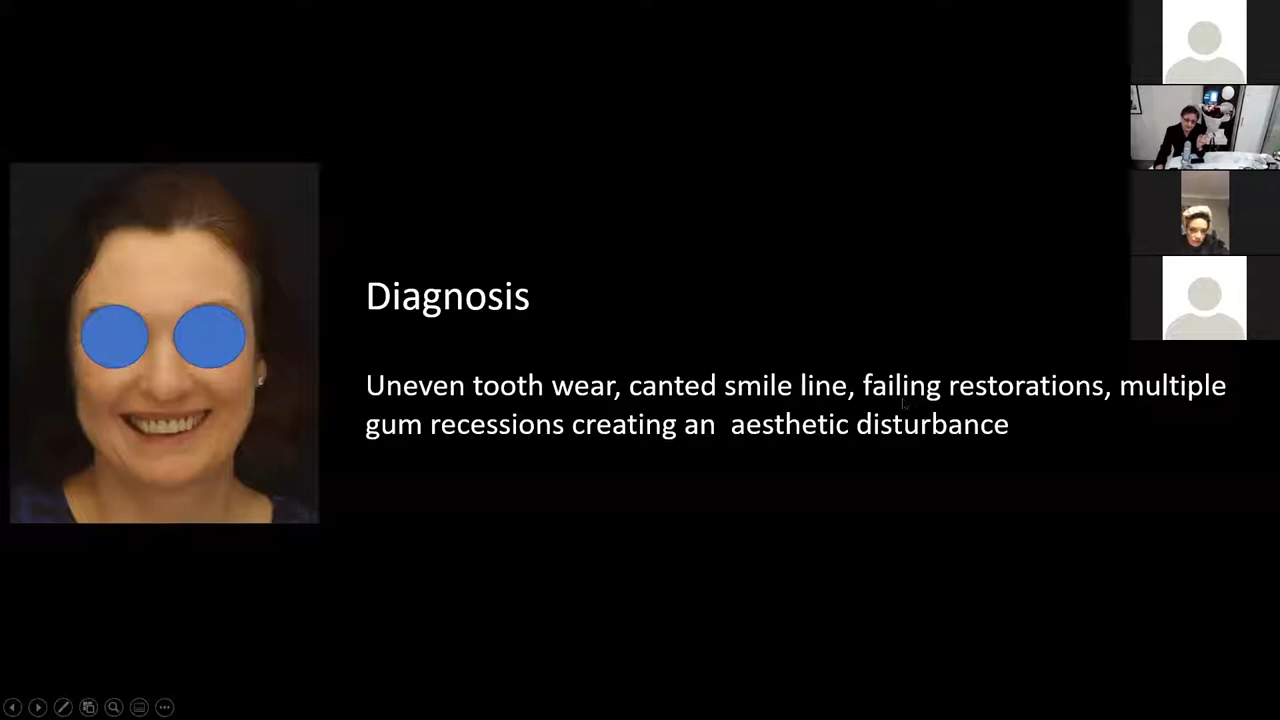 Diagnosis
Uneven tooth wear, canted smile line, failing restorations, multiple
gum recessions creating an  aesthetic disturbance